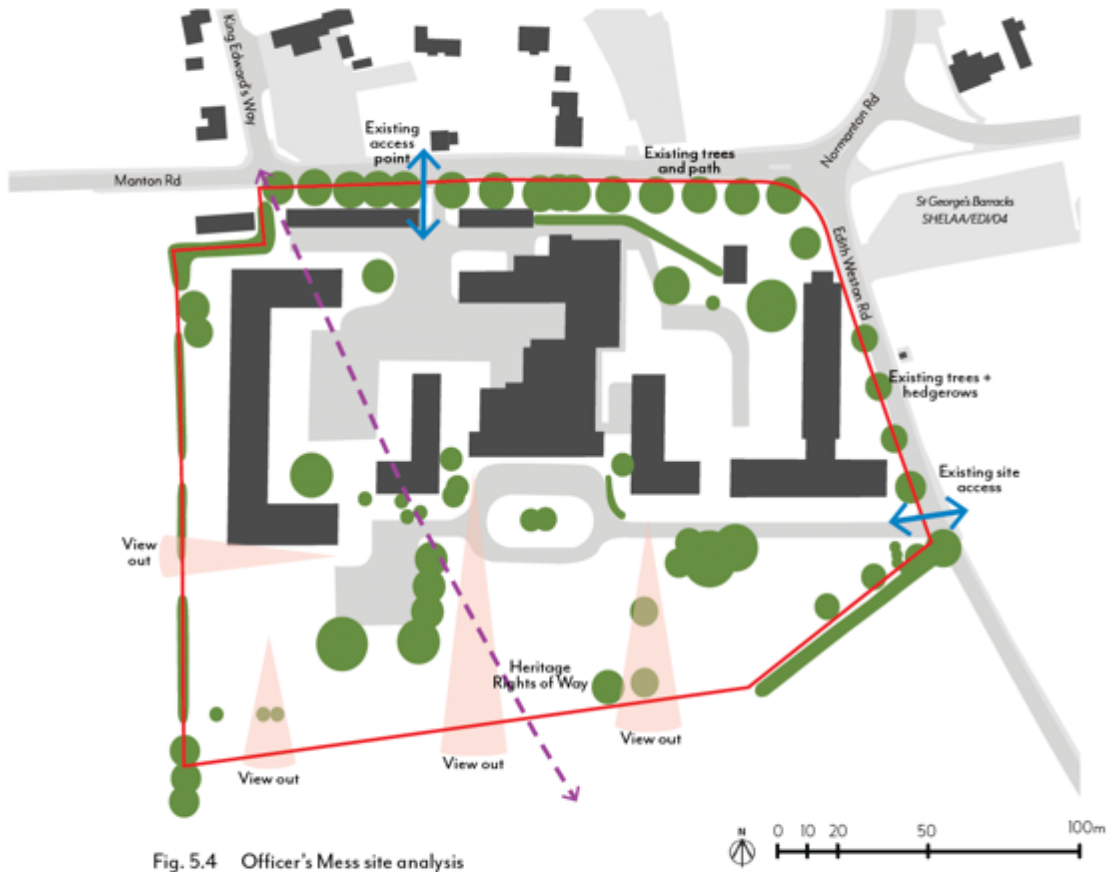 King Edward's Way
Manton Rd
Existing
access
point
Existing trees
and path
Normanton Rd
St George's Barracks
SHELAA/EDI/04
Edith Weston Rd
Existing trees +
hedgerows
Existing site
access
View
out
Heritage
Rights of Way
View out
View out
View out
Fig. 5.4 Officer's Mess site analysis
N
0 10 20 50 100m